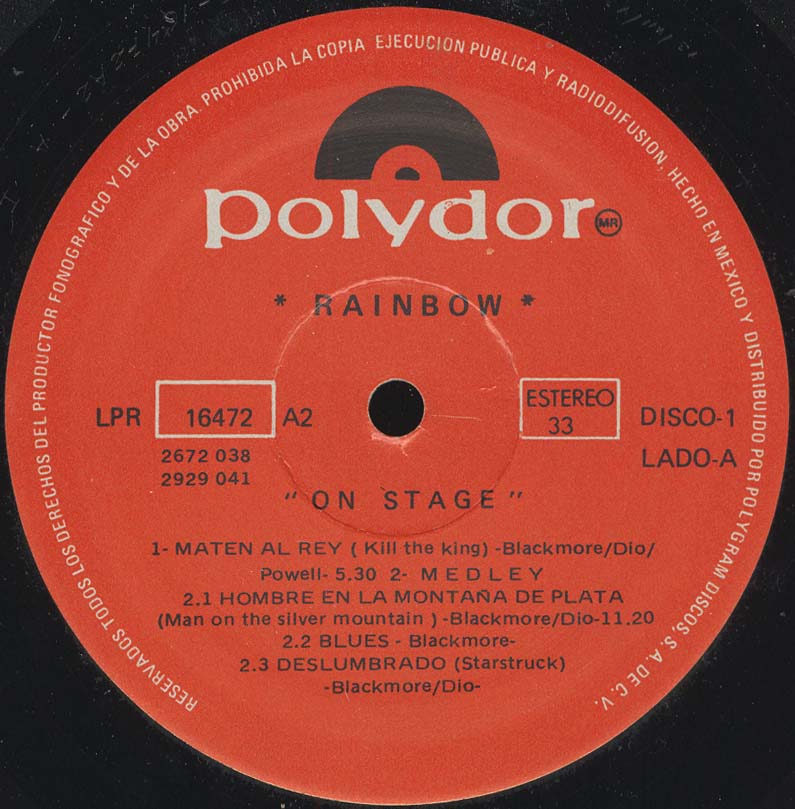 RESERVADOS TODOS LOS DERECHOS DEL PRODUCTOR FONOGRAFICO Y DE LA OBRA. PROHIBIDA LA COPIA EJECUCION PUBLICA Y RADIODIFUSION, HECHO EN MEXICO Y DISTRIBUIDO POR POLYGRAM DISCOS, S. A. DE C. V.
polydor MR
* RAINBOW *
LPR 16472 A2
2672 038
2929 041
ESTEREO
33
DISCO-1
LADO-A
"ON STAGE"
1- MATEN AL REY ( Kill the king) -Blackmore/Dio/
Powell- 5.30 2- MEDLEY
2.1 HOMBRE EN LA MONTAÑA DE PLATA
(Man on the silver mountain ) -Blackmore/Dio-11.20
2.2 BLUES - Blackmore-
2.3 DESLUMBRADO (Starstruck)
-Blackmore/Dio-